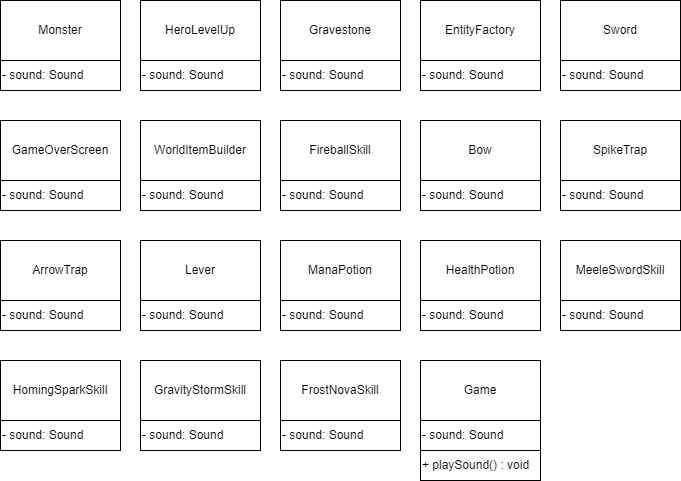 Monster
- sound: Sound
HeroLevelUp
- sound: Sound
Gravestone
- sound: Sound
EntityFactory
- sound: Sound
Sword
- sound: Sound
GameOverScreen
- sound: Sound
WorldItemBuilder
- sound: Sound
FireballSkill
- sound: Sound
Bow
- sound: Sound
SpikeTrap
- sound: Sound
ArrowTrap
- sound: Sound
Lever
- sound: Sound
ManaPotion
- sound: Sound
HealthPotion
- sound: Sound
MeeleSwordSkill
- sound: Sound
HomingSparkSkill
- sound: Sound
GravityStormSkill
- sound: Sound
FrostNovaSkill
- sound: Sound
Game
- sound: Sound
+ playSound() : void